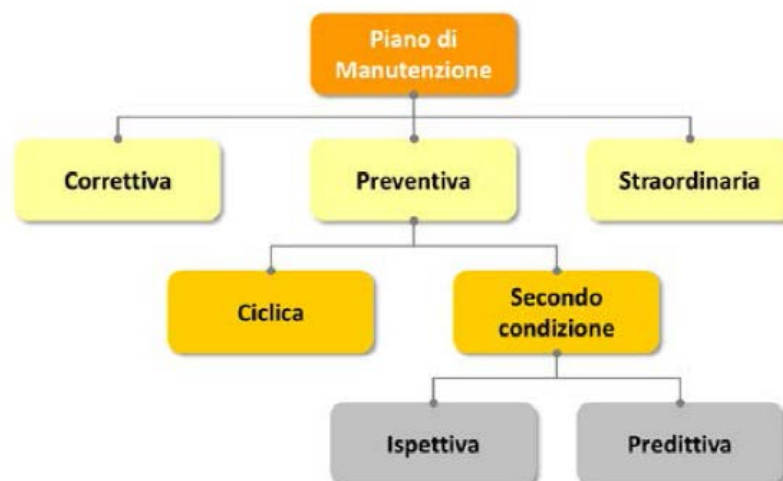 Piano di
Manutenzione
Correttiva
Preventiva
Straordinaria
Ciclica
Secondo
condizione
Ispettiva
Predittiva